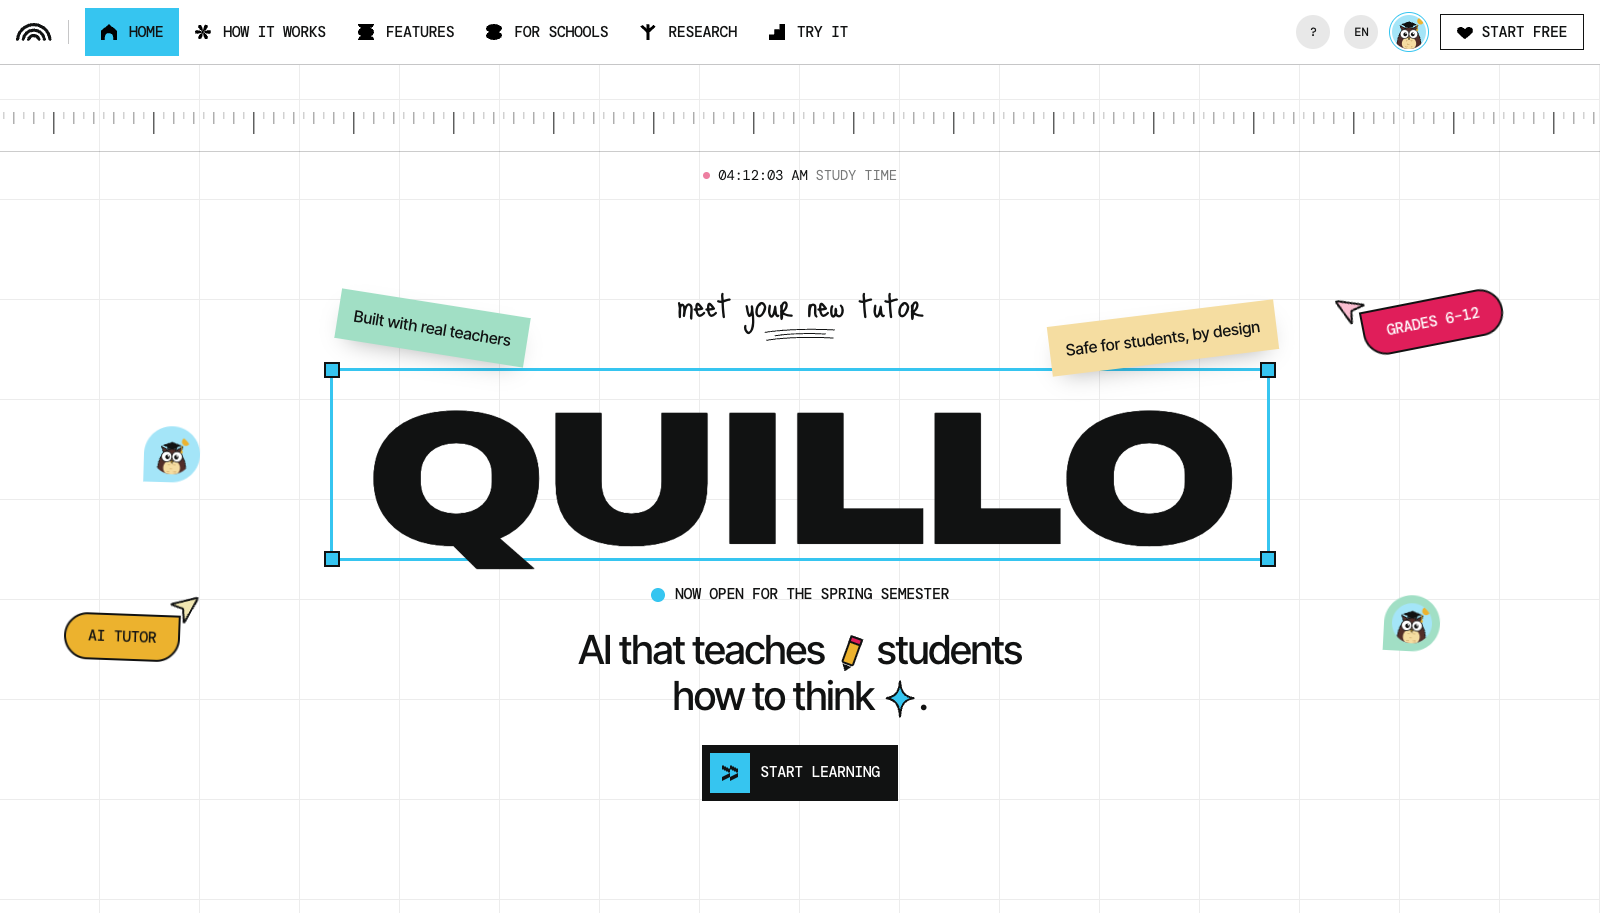 HOME
HOW IT WORKS
FEATURES
FOR SCHOOLS
RESEARCH
TRY IT
?
EN
START FREE
04:12:03 AM STUDY TIME
meet your new tutor
Built with real teachers
Safe for students, by design
GRADES 6-12
QUILLO
NOW OPEN FOR THE SPRING SEMESTER
AI TUTOR
AI that teaches students
how to think .
START LEARNING